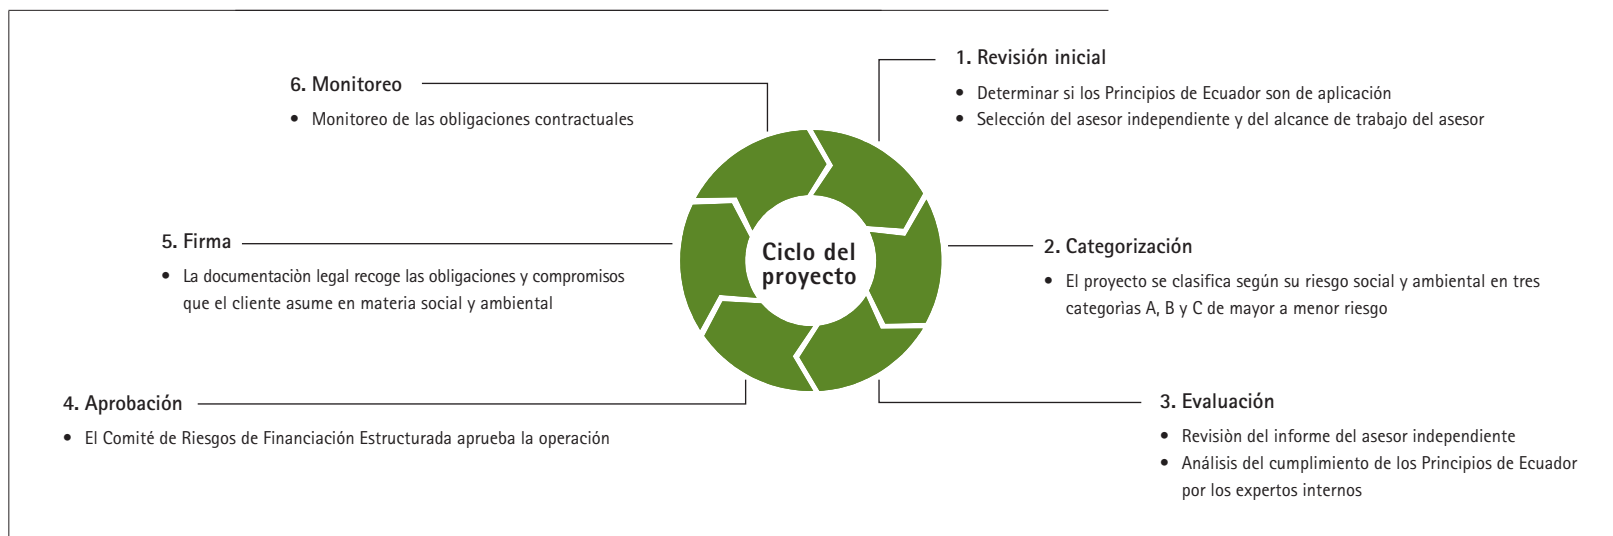 1. Revisión inicial
• Determinar si los Principios de Ecuador son de aplicación
• Selección del asesor independiente y del alcance de trabajo del asesor
2. Categorización
• El proyecto se clasifica según su riesgo social y ambiental en tres
categorìas A, B y C de mayor a menor riesgo
3. Evaluación
• Revisiòn del informe del asesor independiente
• Análisis del cumplimiento de los Principios de Ecuador
por los expertos internos
4. Aprobación
• El Comité de Riesgos de Financiación Estructurada aprueba la operación
5. Firma
• La documentaciòn legal recoge las obligaciones y compromisos
que el cliente asume en materia social y ambiental
6. Monitoreo
• Monitoreo de las obligaciones contractuales
Ciclo del
proyecto